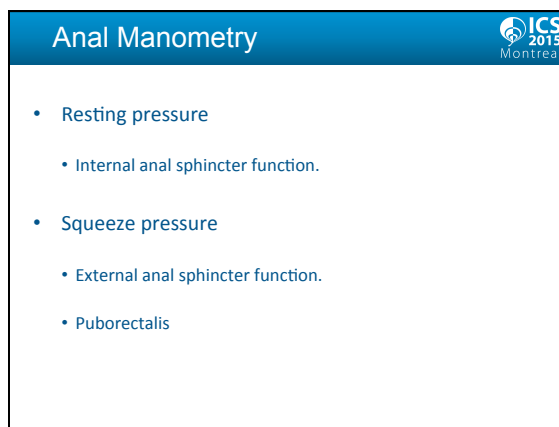 Anal Manometry
ICS
2015
Montreal
• Resting pressure
• Internal anal sphincter function.
• Squeeze pressure
• External anal sphincter function.
• Puborectalis